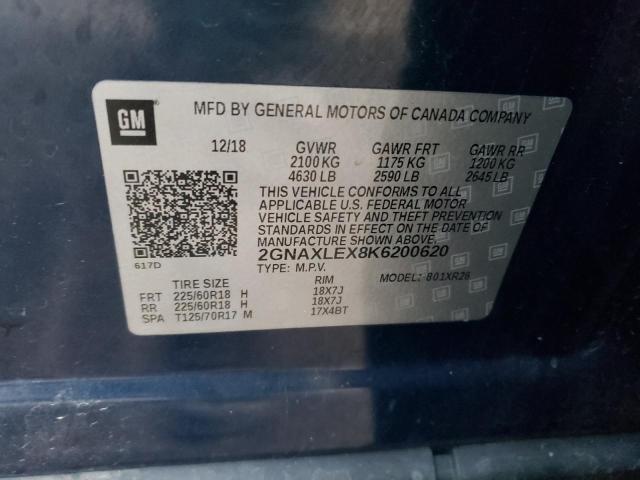 GM
MFD BY GENERAL MOTORS OF CANADA COMPANY
12/18 GVWR GAWR FRT GAWR RR
2100 KG 1175 KG 1200 KG
4630 LB 2590 LB 2645 LB
THIS VEHICLE CONFORMS TO ALL
APPLICABLE U.S. FEDERAL MOTOR
VEHICLE SAFETY AND THEFT PREVENTION
STANDARDS IN EFFECT ON THE DATE OF
MANUFACTURE SHOWN ABOVE.
2GNAXLEX8K6200620
617D
TYPE: M.P.V. MODEL: 801XR26
TIRE SIZE RIM
FRT 225/60R18 H 18X7J
RR 225/60R18 H 18X7J
SPA T125/70R17 M 17X4BT